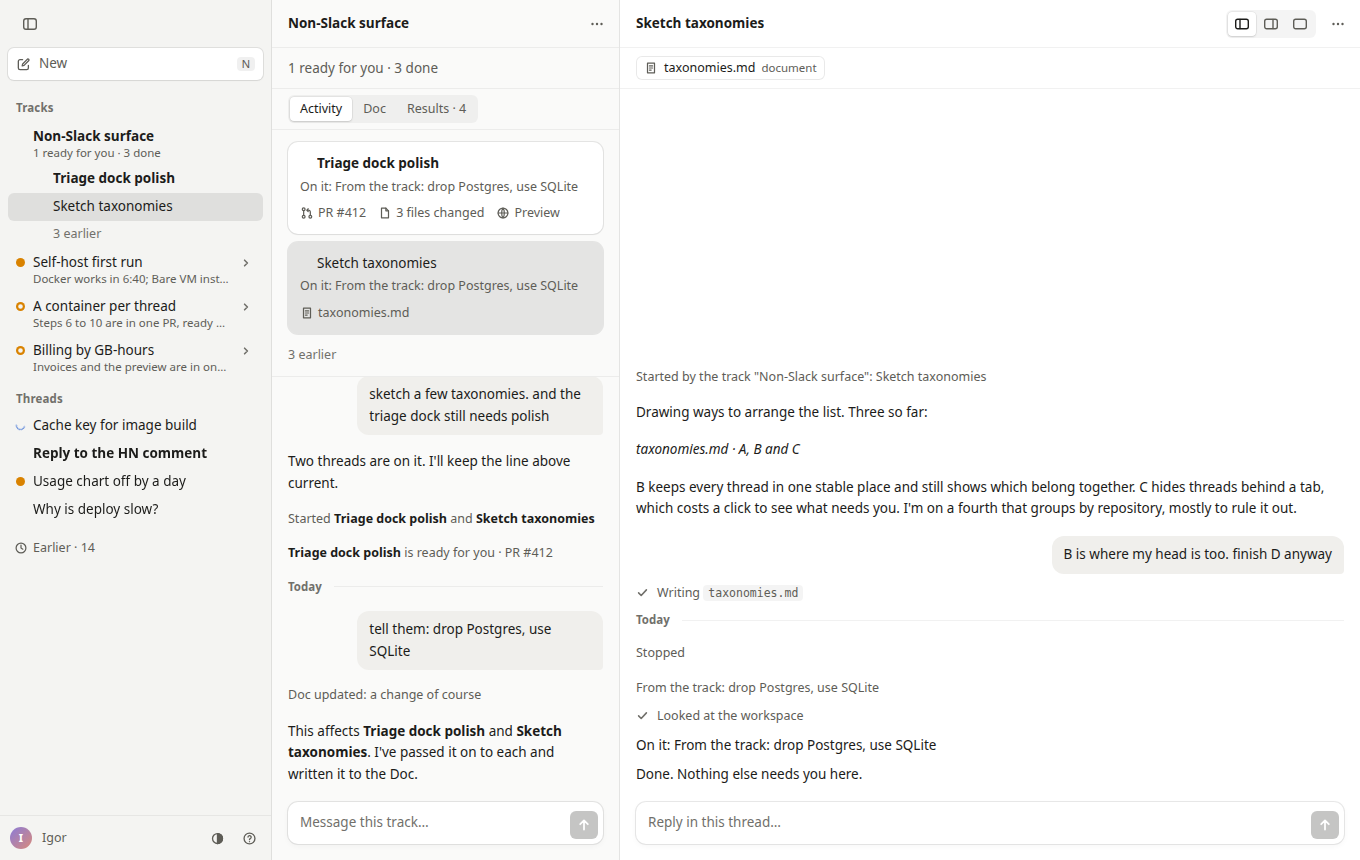 New
N
Tracks
Non-Slack surface
1 ready for you · 3 done
Triage dock polish
Sketch taxonomies
3 earlier
Self-host first run
Docker works in 6:40; Bare VM inst...
A container per thread
Steps 6 to 10 are in one PR, ready ...
Billing by GB-hours
Invoices and the preview are in on...
Threads
Cache key for image build
Reply to the HN comment
Usage chart off by a day
Why is deploy slow?
Earlier · 14
I
Igor
Non-Slack surface
1 ready for you · 3 done
Activity
Doc
Results · 4
Triage dock polish
On it: From the track: drop Postgres, use SQLite
PR #412
3 files changed
Preview
Sketch taxonomies
On it: From the track: drop Postgres, use SQLite
taxonomies.md
3 earlier
sketch a few taxonomies. and the
triage dock still needs polish
Two threads are on it. I'll keep the line above
current.
Started Triage dock polish and Sketch taxonomies
Triage dock polish is ready for you · PR #412
Today
tell them: drop Postgres, use
SQLite
Doc updated: a change of course
This affects Triage dock polish and Sketch
taxonomies. I've passed it on to each and
written it to the Doc.
Message this track...
Sketch taxonomies
taxonomies.md document
Started by the track "Non-Slack surface": Sketch taxonomies
Drawing ways to arrange the list. Three so far:
taxonomies.md · A, B and C
B keeps every thread in one stable place and still shows which belong together. C hides threads behind a tab,
which costs a click to see what needs you. I'm on a fourth that groups by repository, mostly to rule it out.
B is where my head is too. finish D anyway
Writing taxonomies.md
Today
Stopped
From the track: drop Postgres, use SQLite
Looked at the workspace
On it: From the track: drop Postgres, use SQLite
Done. Nothing else needs you here.
Reply in this thread...